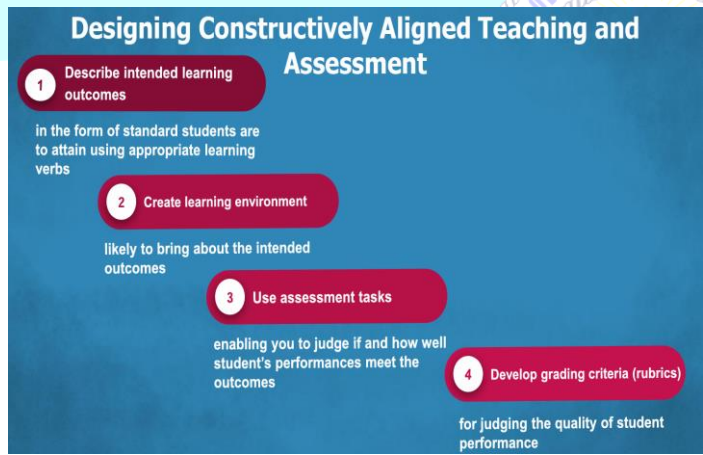 Designing Constructively Aligned Teaching and
Assessment
1
Describe intended learning
outcomes
in the form of standard students are
to attain using appropriate learning
verbs
2
Create learning environment
likely to bring about the intended
outcomes
3
Use assessment tasks
enabling you to judge if and how well
student's performances meet the
outcomes
4
Develop grading criteria (rubrics)
for judging the quality of student
performance